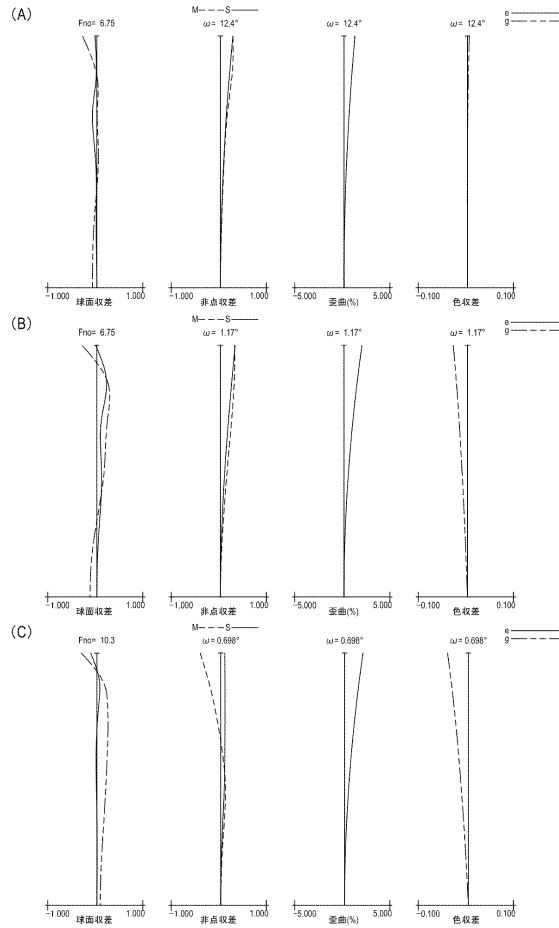 (A)
M– – –S——— e———
g– – –
Fno= 6.75 ω= 12.4° ω= 12.4° ω= 12.4°
−1.000 1.000 −1.000 1.000 −5.000 5.000 −0.100 0.100
球面収差 非点収差 歪曲(%) 色収差
(B)
M– – –S——— e———
g– – –
Fno= 6.75 ω= 1.17° ω= 1.17° ω= 1.17°
−1.000 1.000 −1.000 1.000 −5.000 5.000 −0.100 0.100
球面収差 非点収差 歪曲(%) 色収差
(C)
M– – –S——— e———
g– – –
Fno= 10.3 ω=0.698° ω=0.698° ω=0.698°
−1.000 1.000 −1.000 1.000 −5.000 5.000 −0.100 0.100
球面収差 非点収差 歪曲(%) 色収差